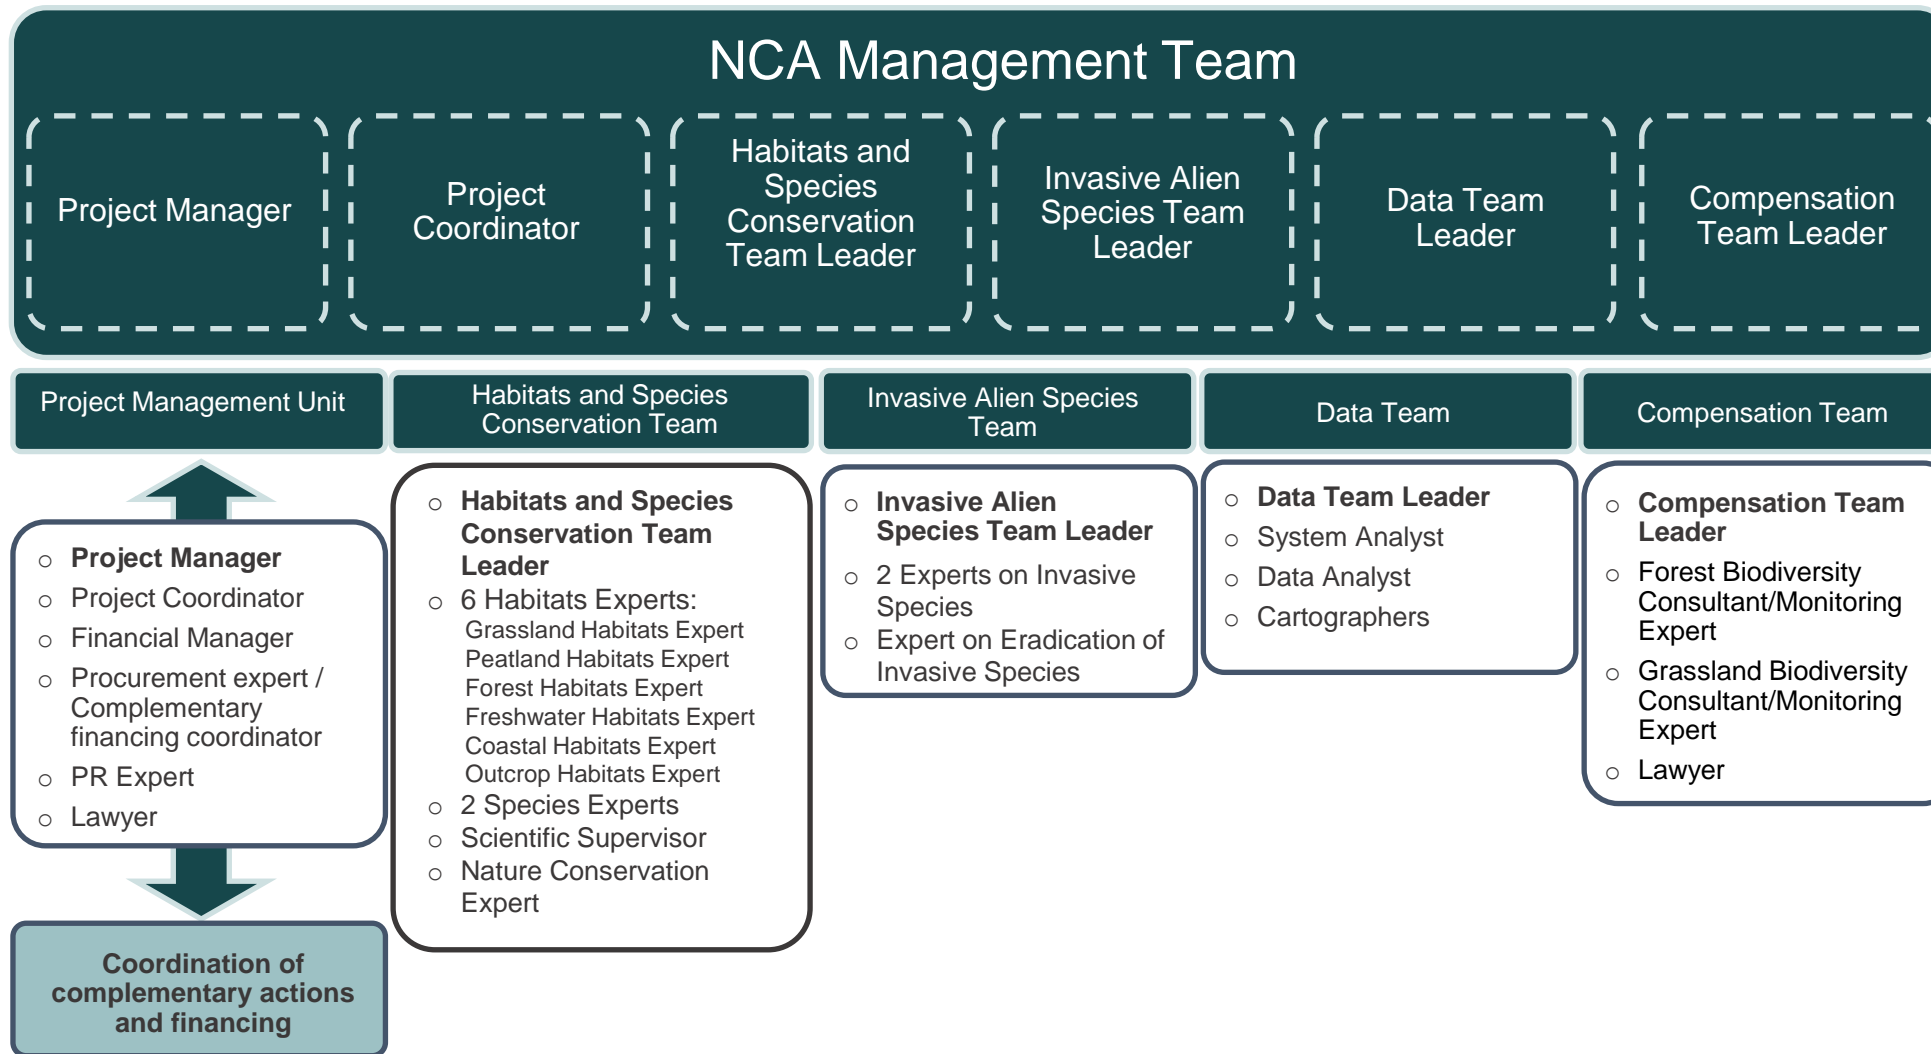 NCA Management Team
Project Manager
Project
Coordinator
Habitats and
Species
Conservation
Team Leader
Invasive Alien
Species Team
Leader
Data Team
Leader
Compensation
Team Leader
Project Management Unit
Habitats and Species
Conservation Team
Invasive Alien Species
Team
Data Team
Compensation Team
○ Project Manager
○ Project Coordinator
○ Financial Manager
○ Procurement expert /
Complementary
financing coordinator
○ PR Expert
○ Lawyer
Coordination of
complementary actions
and financing
○ Habitats and Species
Conservation Team
Leader
○ 6 Habitats Experts:
Grassland Habitats Expert
Peatland Habitats Expert
Forest Habitats Expert
Freshwater Habitats Expert
Coastal Habitats Expert
Outcrop Habitats Expert
○ 2 Species Experts
○ Scientific Supervisor
○ Nature Conservation
Expert
○ Invasive Alien
Species Team Leader
○ 2 Experts on Invasive
Species
○ Expert on Eradication of
Invasive Species
○ Data Team Leader
○ System Analyst
○ Data Analyst
○ Cartographers
○ Compensation Team
Leader
○ Forest Biodiversity
Consultant/Monitoring
Expert
○ Grassland Biodiversity
Consultant/Monitoring
Expert
○ Lawyer